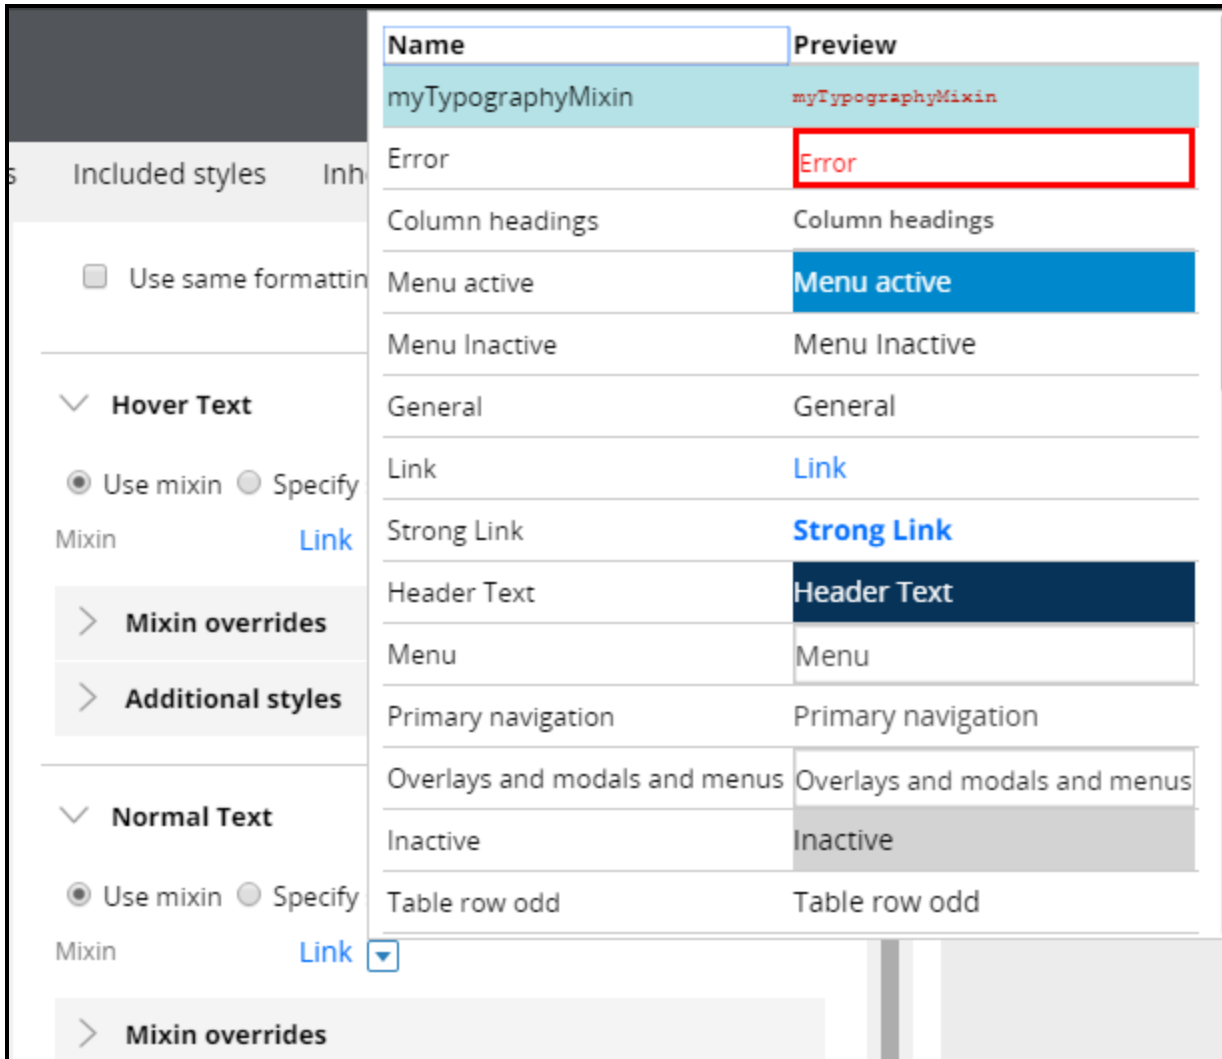 Name Preview
myTypographyMixin myTypographyMixin
Error Error
s Included styles Inh
Column headings Column headings
Use same formattin
Menu active Menu active
Menu Inactive Menu Inactive
Hover Text
General General
Use mixin Specify
Link Link
Mixin Link
Strong Link Strong Link
Header Text Header Text
Mixin overrides
Menu Menu
Additional styles
Primary navigation Primary navigation
Overlays and modals and menus Overlays and modals and menus
Normal Text
Inactive Inactive
Use mixin Specify
Table row odd Table row odd
Mixin Link
Mixin overrides